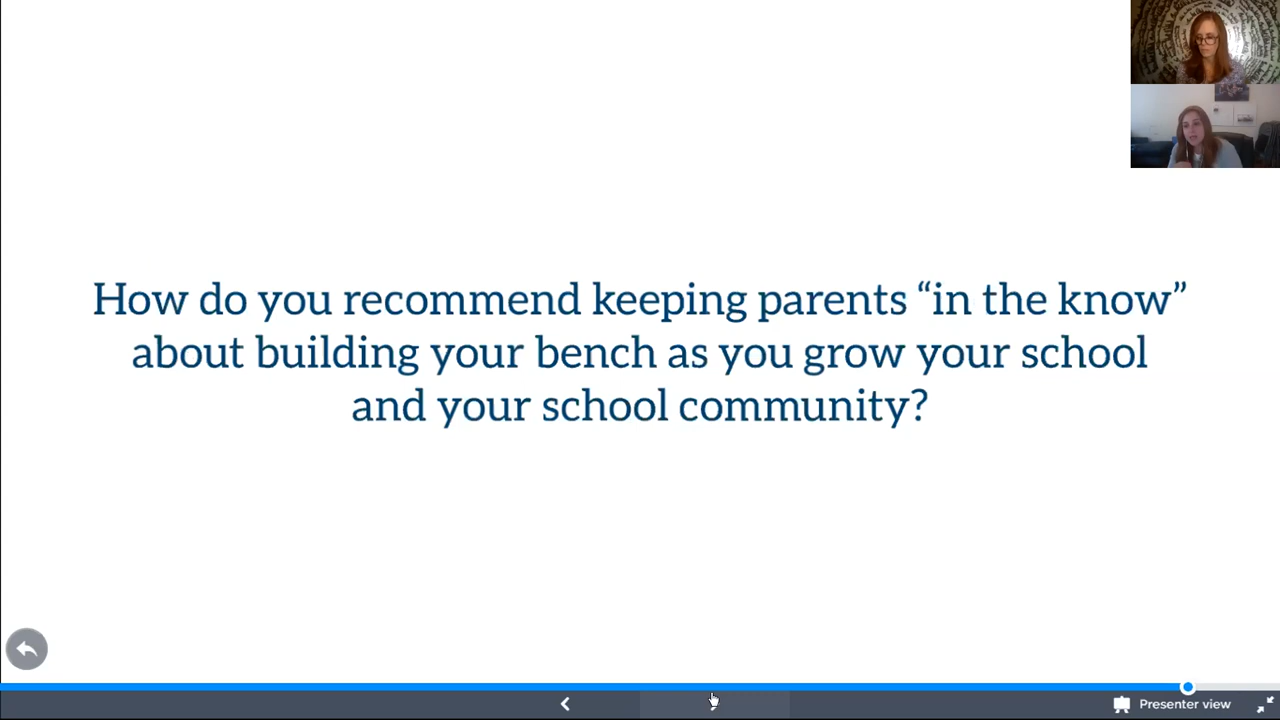 How do you recommend keeping parents “in the know”
about building your bench as you grow your school
and your school community?
Presenter view